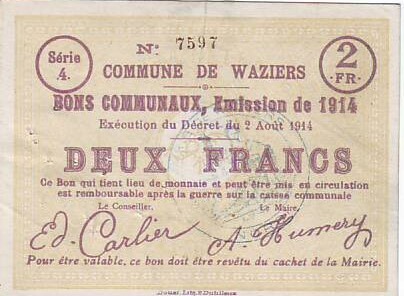 Série
4.
No: 7597
2
-FR-
COMMUNE DE WAZIERS
BONS COMMUNAUX, Emission de 1914
Exécution du Décret du 2 Août 1914
DEUX FRANCS
Ce Bon qui tient lieu de monnaie et peut être mis en circulation
est remboursable après la guerre sur la caisse communale
Le Conseiller, Le Maire,
Ed. Carlier A. Humery
Pour être valable, ce bon doit être revêtu du cachet de la Mairie.
Douai Lith.